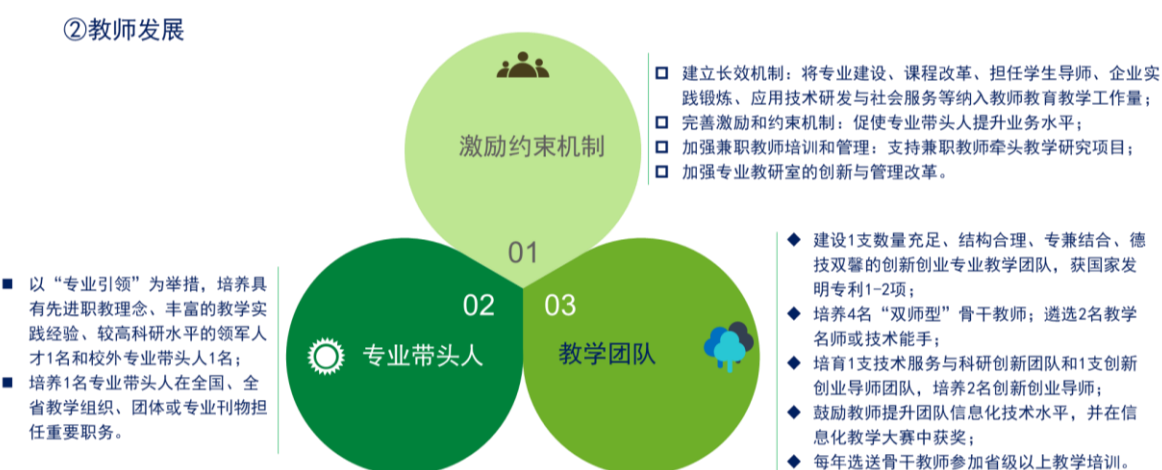 ②教师发展
激励约束机制
01
建立长效机制：将专业建设、课程改革、担任学生导师、企业实
践锻炼、应用技术研发与社会服务等纳入教师教育教学工作量；
完善激励和约束机制：促使专业带头人提升业务水平；
加强兼职教师培训和管理：支持兼职教师牵头教学研究项目；
加强专业教研室的创新与管理改革。
以“专业引领”为举措，培养具
有先进职教理念、丰富的教学实
践经验、较高科研水平的领军人
才1名和校外专业带头人1名；
培养1名专业带头人在全国、全
省教学组织、团体或专业刊物担
任重要职务。
02
专业带头人
03
教学团队
建设1支数量充足、结构合理、专兼结合、德
技双馨的创新创业专业教学团队，获国家发
明专利1-2项；
培养4名“双师型”骨干教师；遴选2名教学
名师或技术能手；
培育1支技术服务与科研创新团队和1支创新
创业导师团队，培养2名创新创业导师；
鼓励教师提升团队信息化技术水平，并在信
息化教学大赛中获奖；
每年选送骨干教师参加省级以上教学培训。